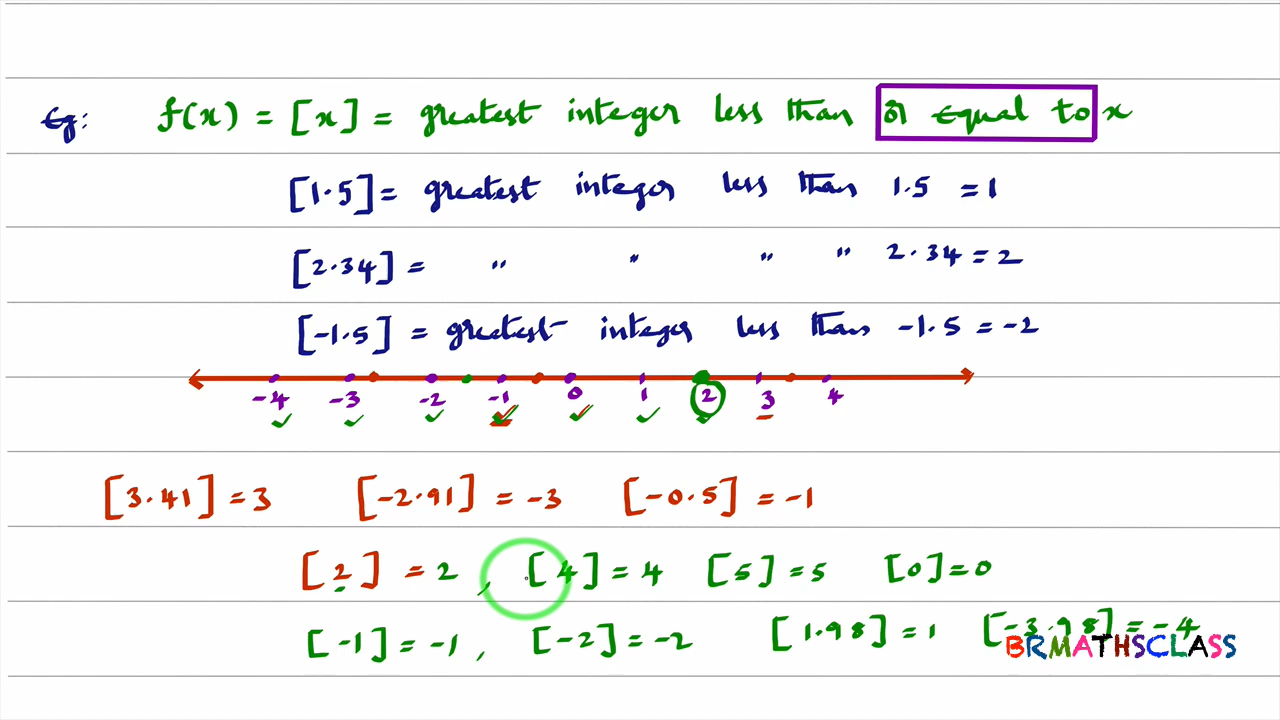 Eg: f(x) = [x] = greatest integer less than or equal to x
[1.5] = greatest integer less than 1.5 = 1
[2.34] = " " " " 2.34 = 2
[-1.5] = greatest integer less than -1.5 = -2
-4 -3 -2 -1 0 1 2 3 4
[3.41] = 3 [-2.91] = -3 [-0.5] = -1
[2] = 2, [4] = 4 [5] = 5 [0] = 0
[-1] = -1, [-2] = -2 [1.98] = 1 [-3.98] = -4
BRMATHSCLASS